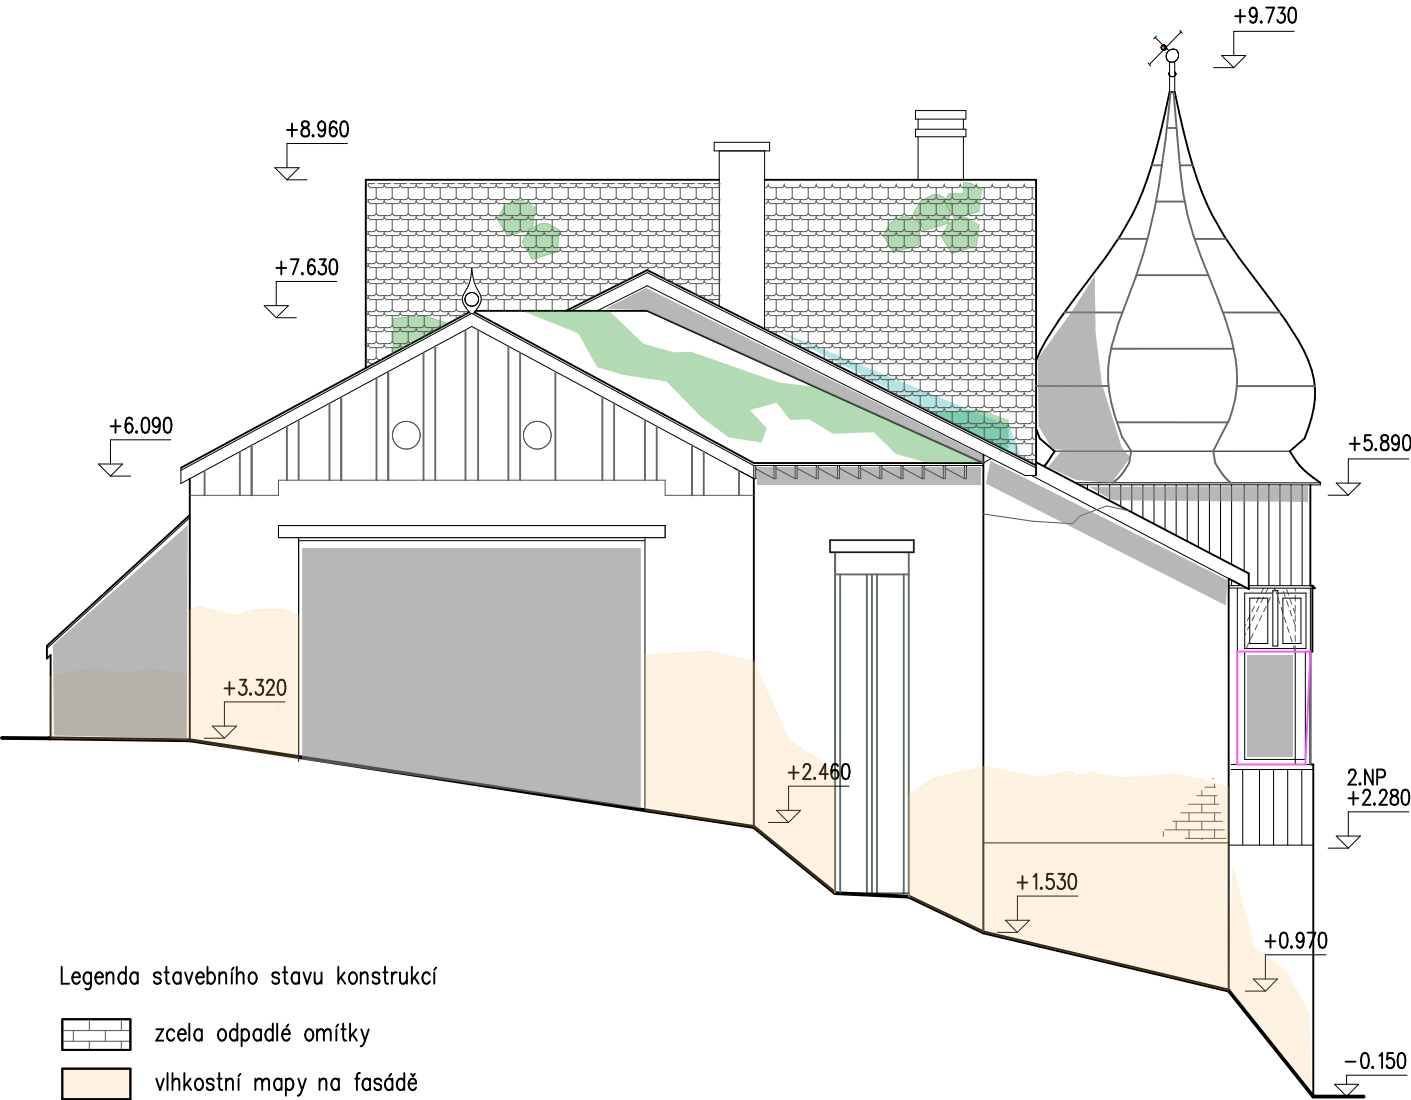 +9.730
+8.960
+7.630
+6.090
+5.890
+3.320
+2.460
2.NP
+2.280
+1.530
+0.970
-0.150
Legenda stavebního stavu konstrukcí
zcela odpadlé omítky
vlhkostní mapy na fasádě